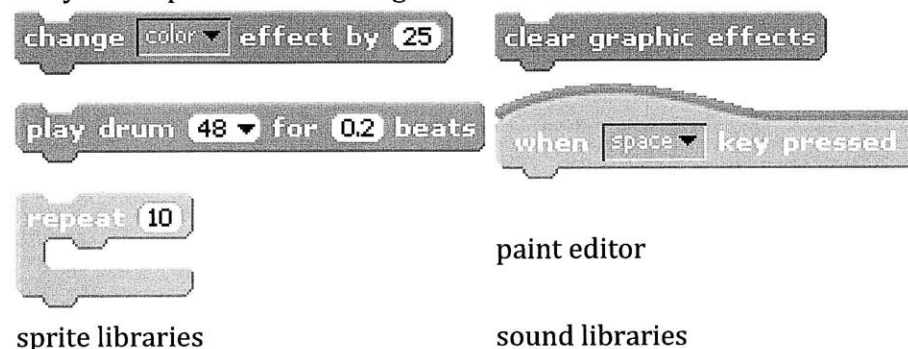 change color effect by 25
clear graphic effects
play drum 48 for 0.2 beats
when space key pressed
repeat 10
paint editor
sprite libraries
sound libraries